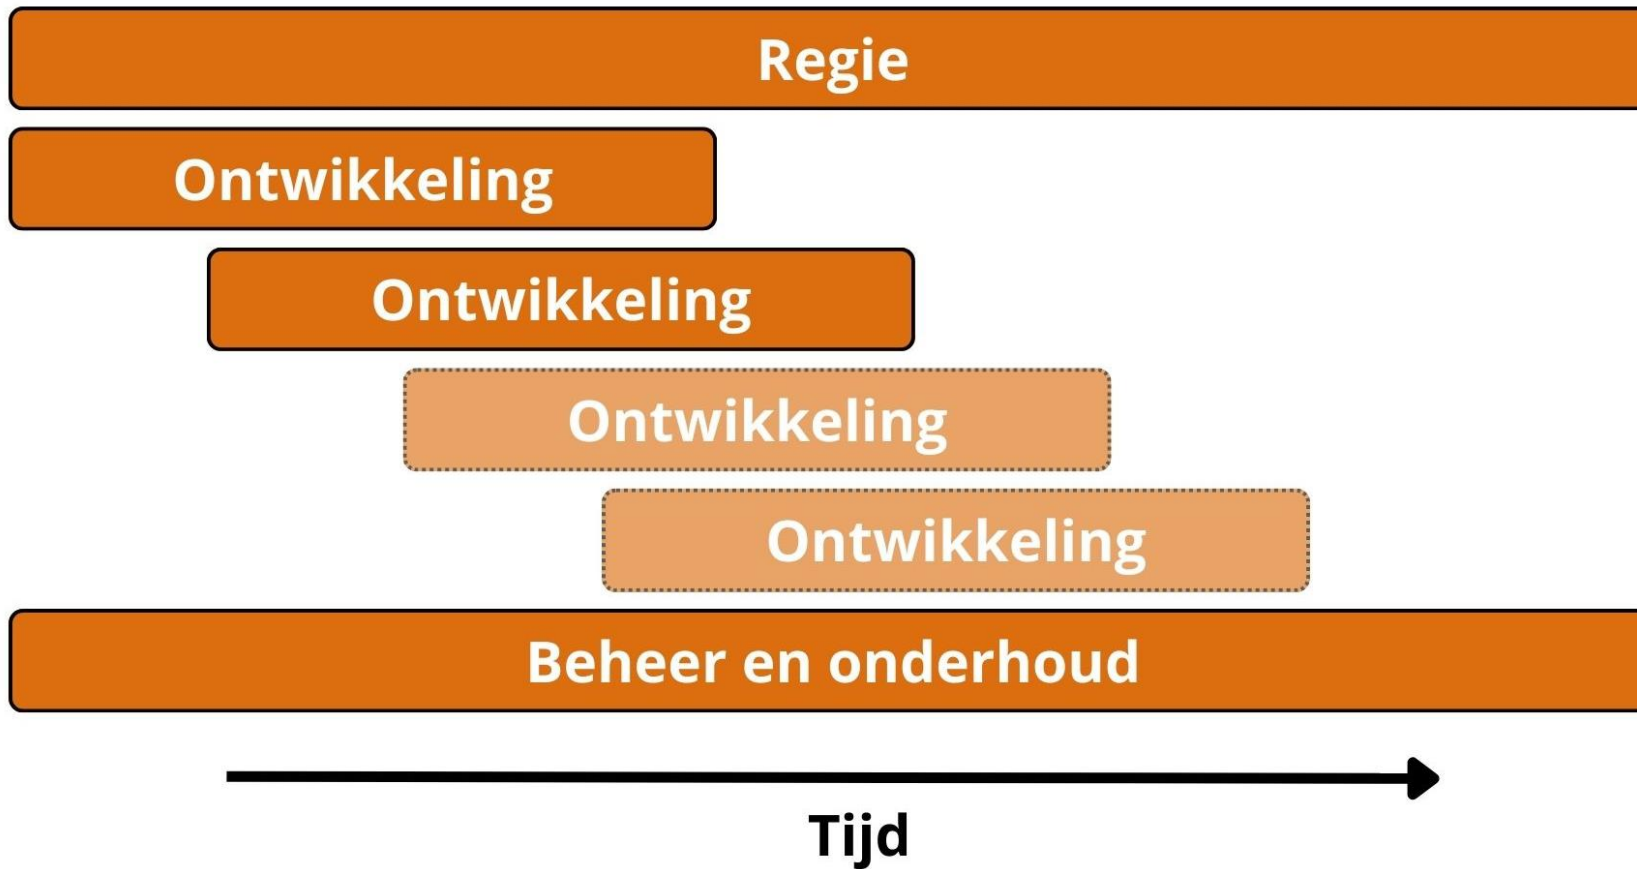 Regie
Ontwikkeling
Ontwikkeling
Ontwikkeling
Ontwikkeling
Beheer en onderhoud
Tijd